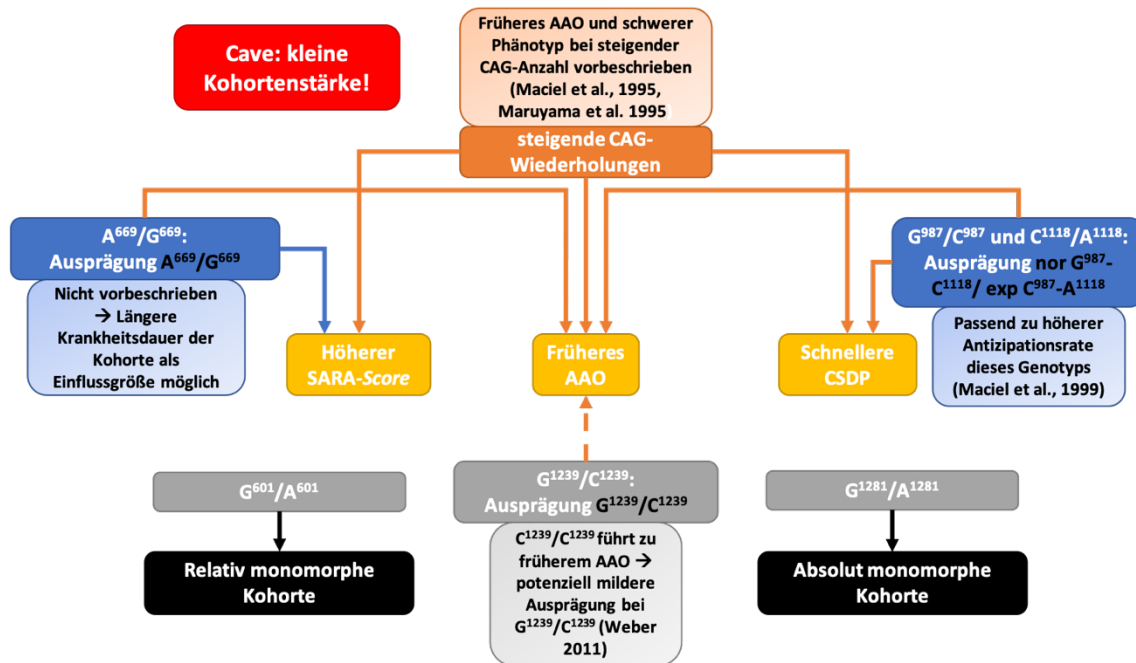 Cave: kleine
Kohortenstärke!
Früheres AAO und schwerer
Phänotyp bei steigender
CAG-Anzahl vorbeschrieben
(Maciel et al., 1995,
Maruyama et al. 1995
steigende CAG-
Wiederholungen
A⁶⁶⁹/G⁶⁶⁹:
Ausprägung A⁶⁶⁹/G⁶⁶⁹
Nicht vorbeschrieben
→ Längere
Krankheitsdauer der
Kohorte als
Einflussgröße möglich
G⁹⁸⁷/C⁹⁸⁷ und C¹¹¹⁸/A¹¹¹⁸:
Ausprägung nor G⁹⁸⁷-
C¹¹¹⁸/ exp C⁹⁸⁷-A¹¹¹⁸
Passend zu höherer
Antizipationsrate
dieses Genotyps
(Maciel et al., 1999)
Höherer
SARA-Score
Früheres
AAO
Schnellere
CSDP
G⁶⁰¹/A⁶⁰¹
Relativ monomorphe
Kohorte
G¹²³⁹/C¹²³⁹:
Ausprägung G¹²³⁹/C¹²³⁹
C¹²³⁹/C¹²³⁹ führt zu
früherem AAO →
potenziell mildere
Ausprägung bei
G¹²³⁹/C¹²³⁹ (Weber
2011)
G¹²⁸¹/A¹²⁸¹
Absolut monomorphe
Kohorte